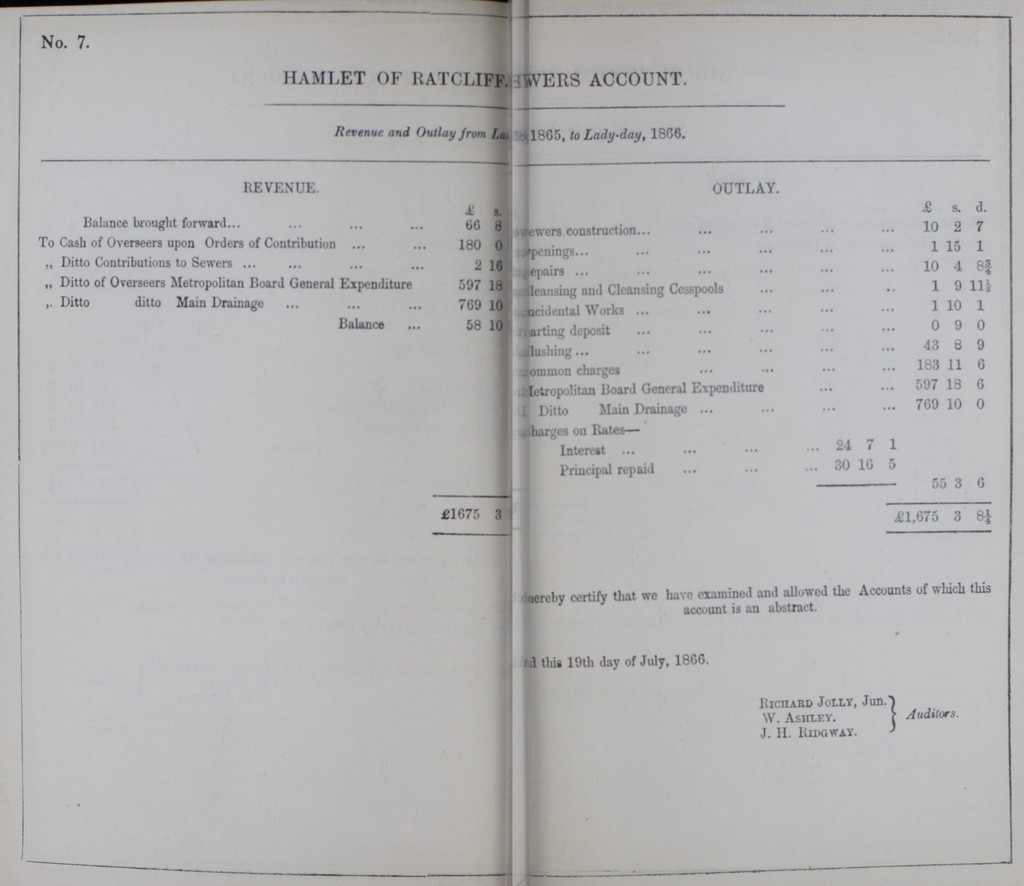 No. 7.
HAMLET OF RATCLIFF. WERS ACCOUNT.
Revenue and Outlay from La 1865, to Lady-day, 1866.
REVENUE.
£ s.
Balance brought forward... ... ... ... 66 8
To Cash of Overseers upon Orders of Contribution ... ... 180 0
„ Ditto Contributions to Sewers ... ... ... ... 2 16
„ Ditto of Overseers Metropolitan Board General Expenditure 597 18
„ Ditto ditto Main Drainage ... ... ... 769 10
Balance ... 58 10
£1675 3
OUTLAY.
£ s. d.
ewers construction... ... ... ... ... 10 2 7
penings... ... ... ... ... ... 1 15 1
epairs ... ... ... ... ... ... 10 4 8¾
leansing and Cleansing Cesspools ... ... .. 1 9 11½
ncidental Works ... ... ... ... ... 1 10 1
arting deposit ... ... ... ... ... 0 9 0
lushing ... ... ... ... ... ... 43 8 9
ommon charges ... ... ... ... 183 11 6
etropolitan Board General Expenditure ... ... 597 18 6
Ditto Main Drainage ... ... ... ... 769 10 0
harges on Rates—
Interest ... ... ... ... 24 7 1
Principal repaid ... ... ... 30 16 5
55 3 6
£1,675 3 8¼
hereby certify that we have examined and allowed the Accounts of which this
account is an abstract.
d this 19th day of July, 1866.
RICHARD JOLLY, Jun.
W. ASHLEY. } Auditors.
J. H. RIDGWAY.